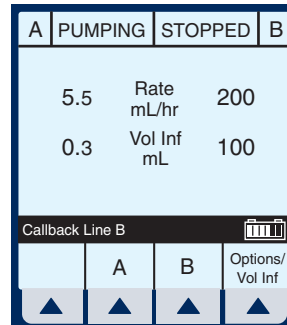 A PUMPING STOPPED B
5.5 Rate mL/hr 200
0.3 Vol Inf mL 100
Callback Line B
A B Options/ Vol Inf